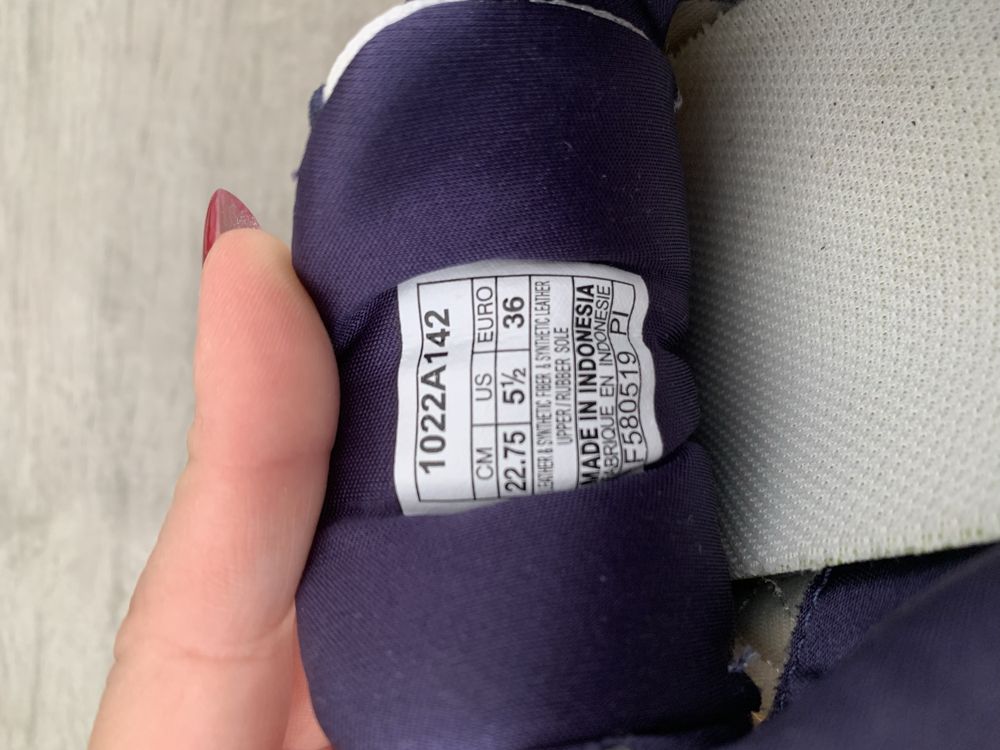 1022A142
CM US EURO
22.75 5½ 36
LEATHER & SYNTHETIC FIBER & SYNTHETIC LEATHER
UPPER / RUBBER SOLE
MADE IN INDONESIA
FABRIQUE EN INDONESIE
F580519 PI